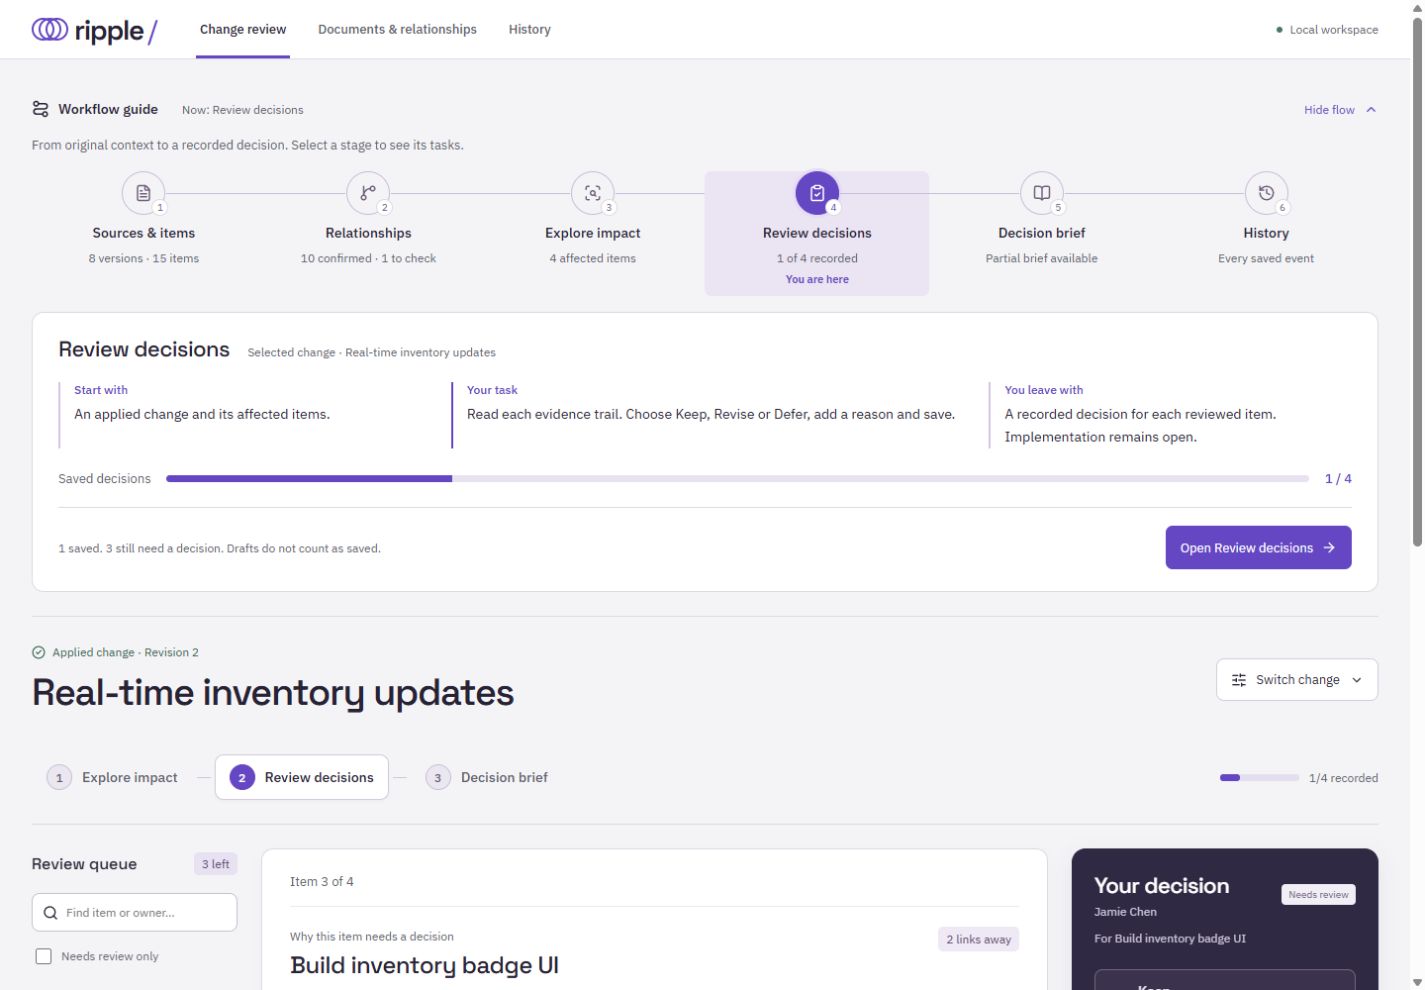 ripple/
Change review
Documents & relationships
History
Local workspace
Workflow guide
Now: Review decisions
Hide flow
From original context to a recorded decision. Select a stage to see its tasks.
1
Sources & items
8 versions · 15 items
2
Relationships
10 confirmed · 1 to check
3
Explore impact
4 affected items
4
Review decisions
1 of 4 recorded
You are here
5
Decision brief
Partial brief available
6
History
Every saved event
Review decisions
Selected change · Real-time inventory updates
Start with
An applied change and its affected items.
Your task
Read each evidence trail. Choose Keep, Revise or Defer, add a reason and save.
You leave with
A recorded decision for each reviewed item.
Implementation remains open.
Saved decisions
1 / 4
1 saved. 3 still need a decision. Drafts do not count as saved.
Open Review decisions
Applied change · Revision 2
Real-time inventory updates
Switch change
1 Explore impact
2 Review decisions
3 Decision brief
1/4 recorded
Review queue
3 left
Find item or owner...
Needs review only
Item 3 of 4
Why this item needs a decision
2 links away
Build inventory badge UI
Your decision
Needs review
Jamie Chen
For Build inventory badge UI
Keep